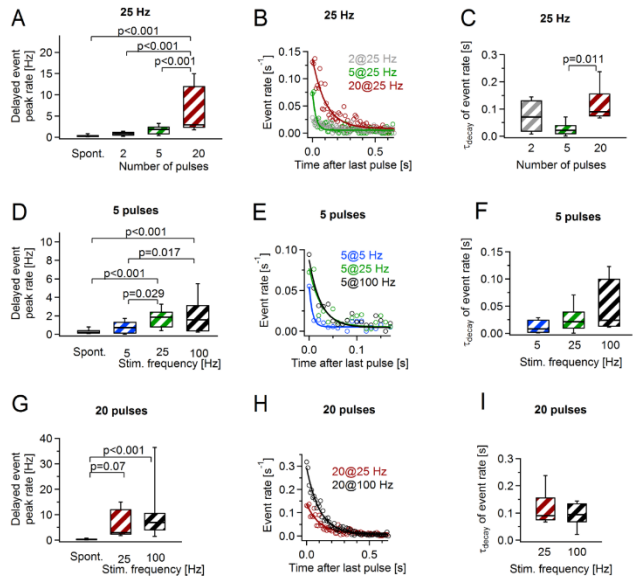 A
25 Hz
p<0.001
p<0.001
p<0.001
Delayed event
peak rate [Hz]
15
10
5
0
Spont.
2
5
20
Number of pulses
B
25 Hz
2@25 Hz
5@25 Hz
20@25 Hz
Event rate [s⁻¹]
0.15
0.10
0.05
0.00
0.0
0.5
Time after last pulse [s]
C
25 Hz
p=0.011
τdecay of event rate [s]
0.3
0.2
0.1
0.0
2
5
20
Number of pulses
D
5 pulses
p<0.001
p=0.017
p<0.001
p=0.029
Delayed event
peak rate [Hz]
12
10
8
6
4
2
0
Spont.
5
25
100
Stim. frequency [Hz]
E
5 pulses
5@5 Hz
5@25 Hz
5@100 Hz
Event rate [s⁻¹]
0.10
0.05
0.00
0.0
0.1
Time after last pulse [s]
F
5 pulses
τdecay of event rate [s]
0.15
0.10
0.05
0.00
5
25
100
Stim. frequency [Hz]
G
20 pulses
p<0.001
p=0.07
Delayed event
peak rate [Hz]
40
30
20
10
0
Spont.
25
100
Stim. frequency [Hz]
H
20 pulses
20@25 Hz
20@100 Hz
Event rate [s⁻¹]
0.3
0.2
0.1
0.0
0.0
0.5
Time after last pulse [s]
I
20 pulses
τdecay of event rate [s]
0.3
0.2
0.1
0.0
25
100
Stim. frequency [Hz]